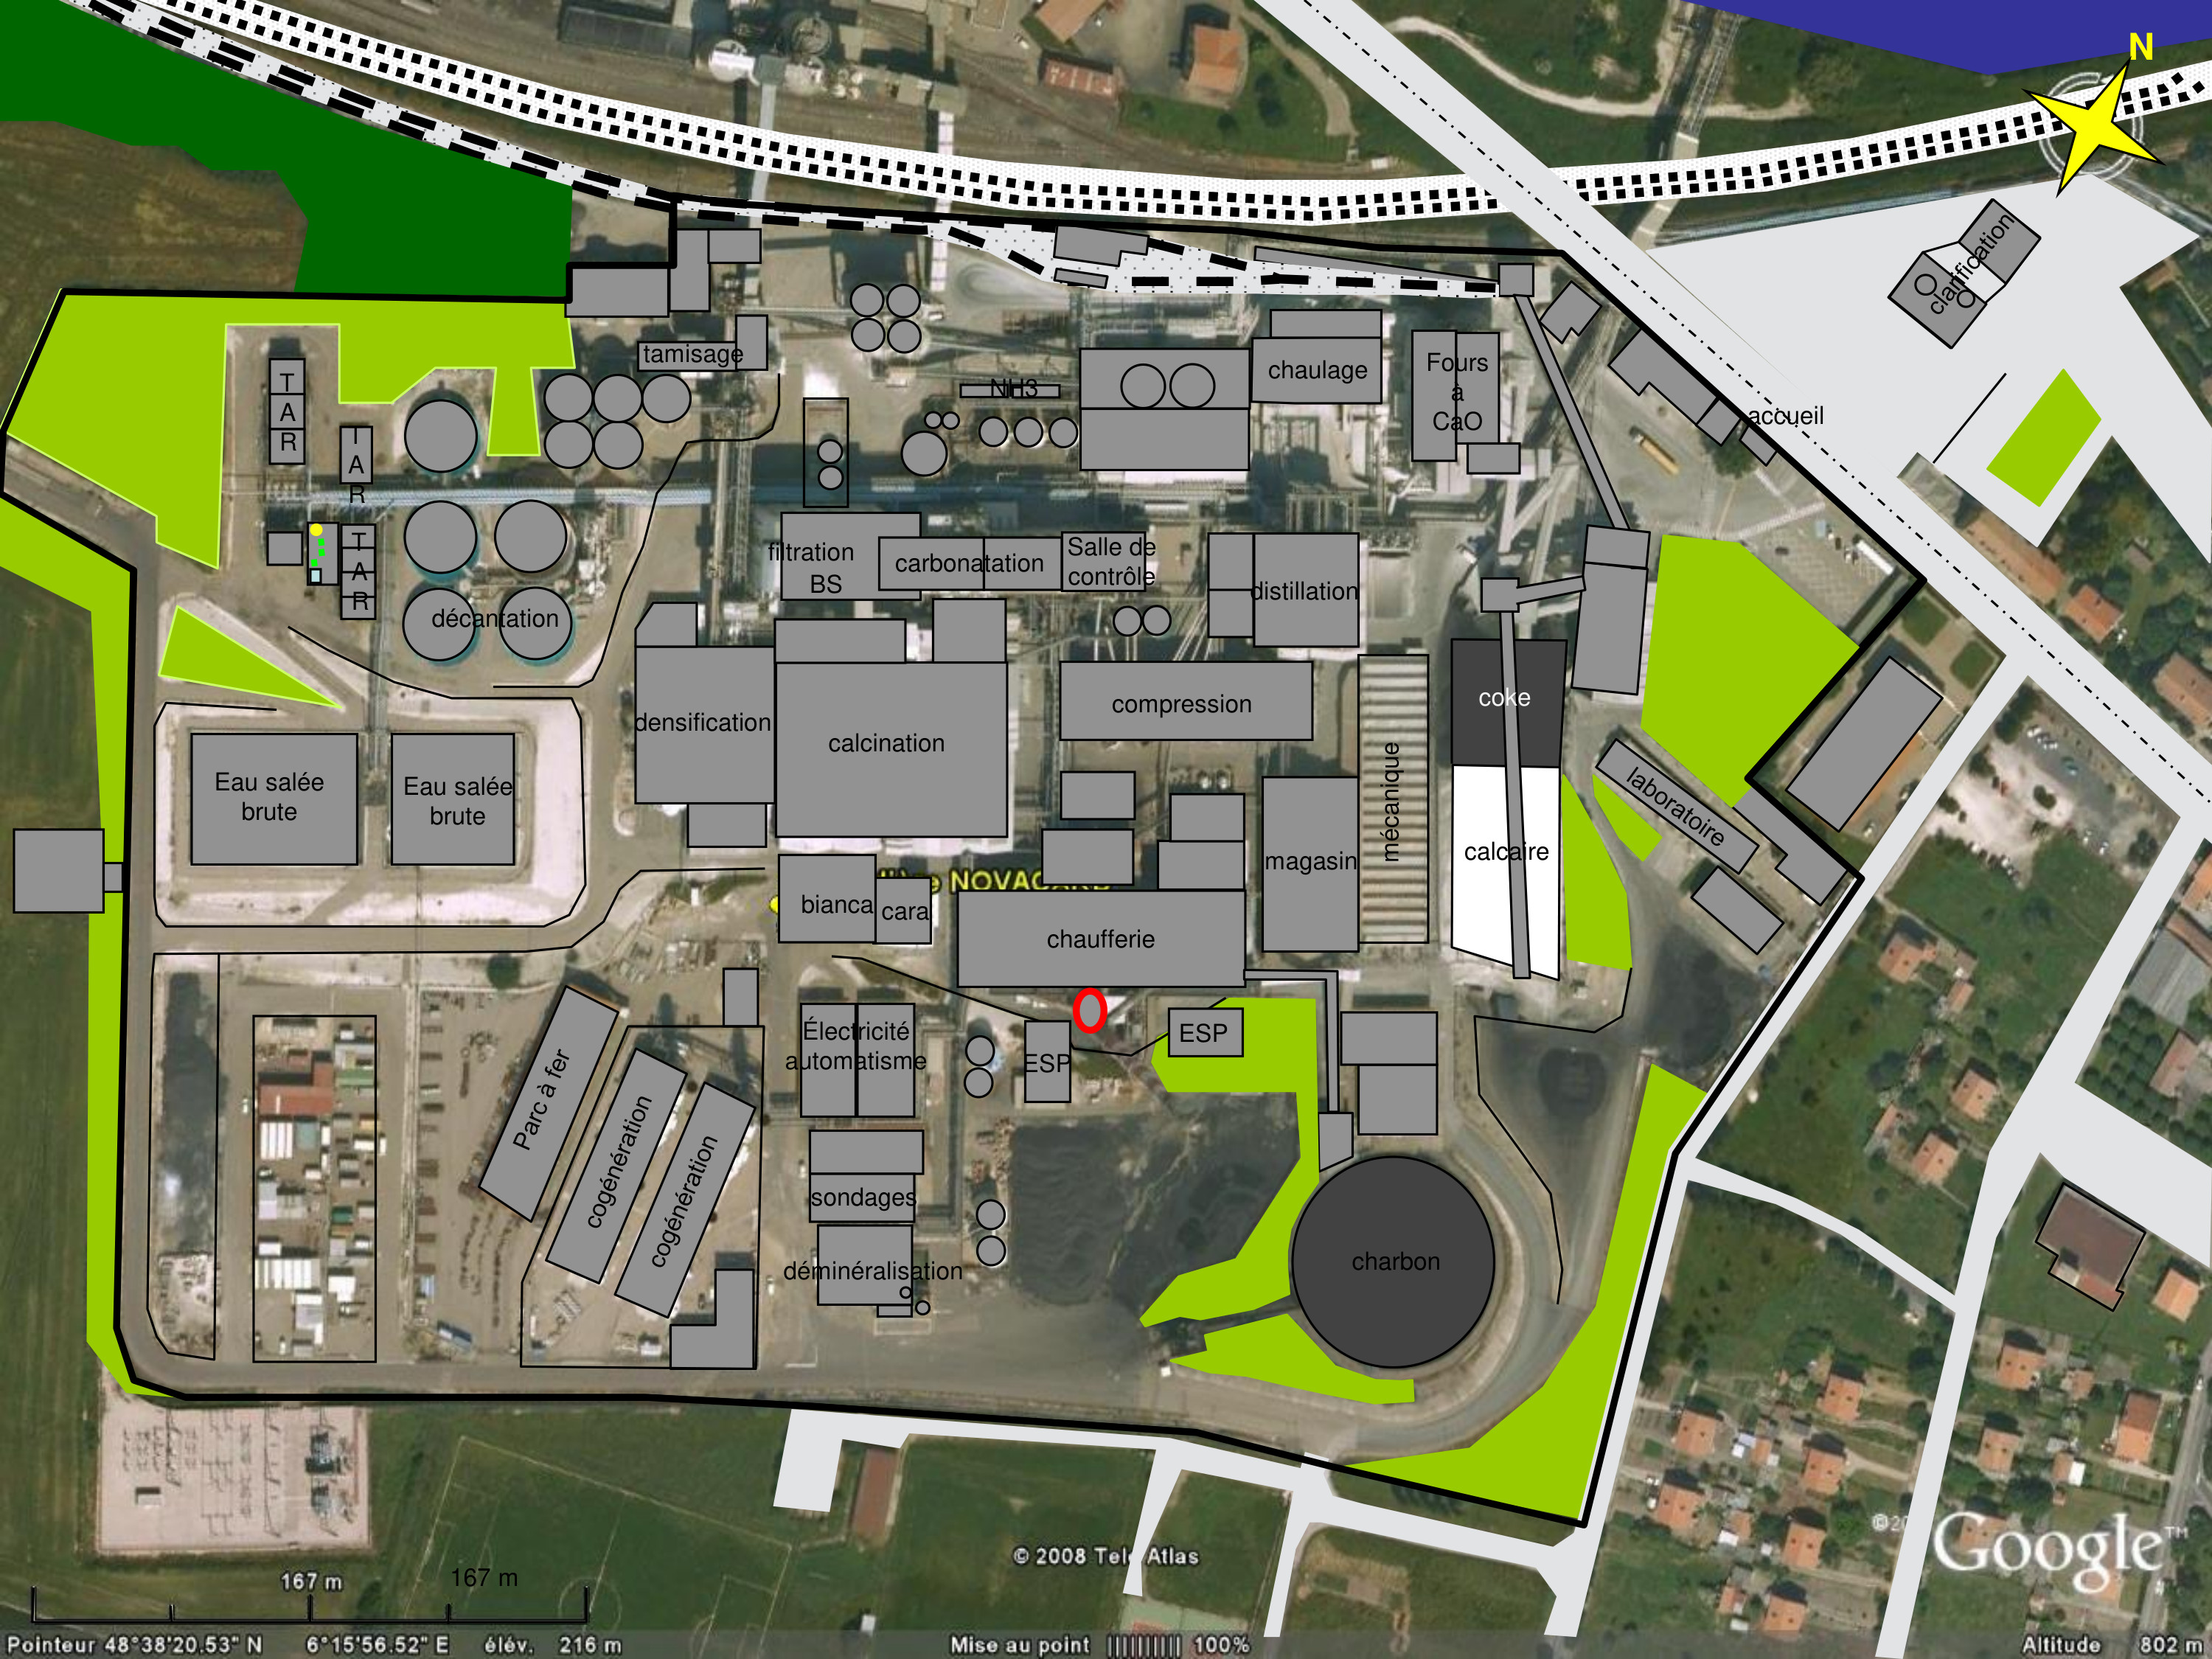 N
clarification
tamisage
NH3
chaulage
Fours
à
CaO
accueil
T
A
R
T
A
R
T
A
R
filtration
BS
carbonatation
Salle de
contrôle
distillation
décantation
densification
calcination
compression
coke
mécanique
laboratoire
Eau salée
brute
Eau salée
brute
magasin
calcaire
NOVACARB
bianca
cara
chaufferie
Électricité
automatisme
ESP
ESP
Parc à fer
cogénération
cogénération
sondages
déminéralisation
charbon
© 2008 Tele Atlas
©20
Google™
167 m
167 m
Pointeur 48°38'20.53" N 6°15'56.52" E élév. 216 m
Mise au point |||||||||| 100%
Altitude 802 m